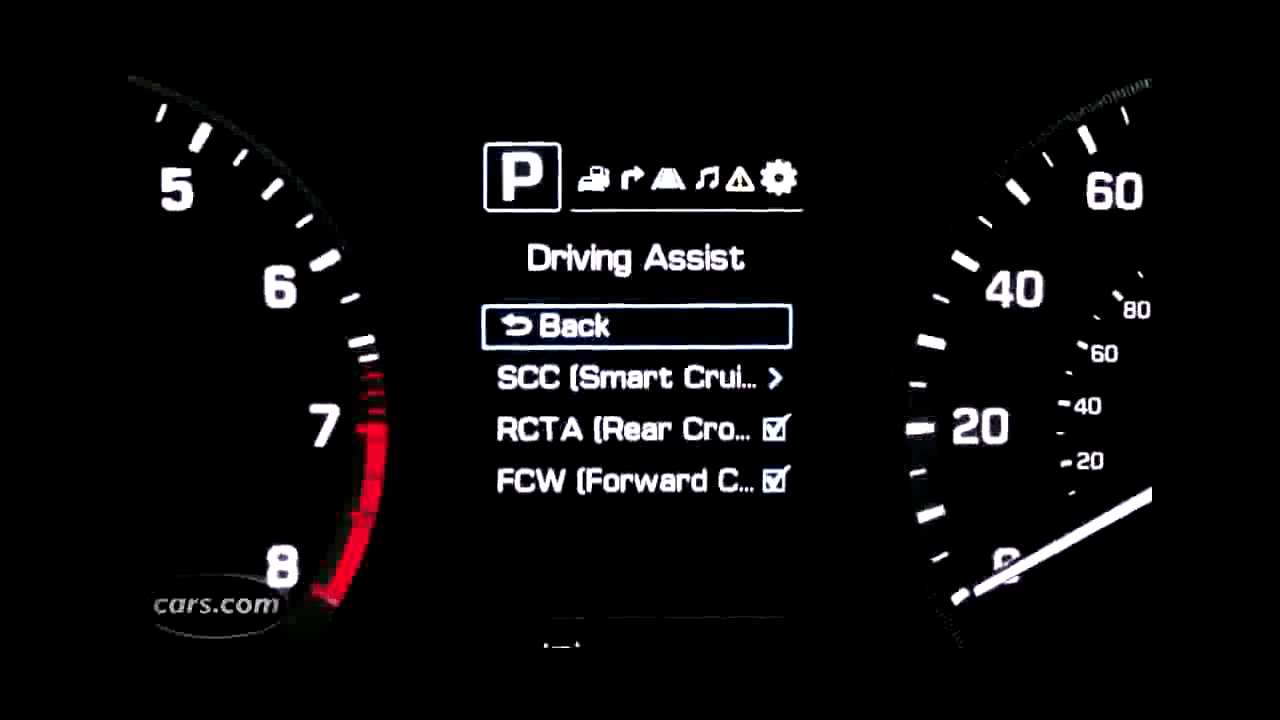 5
6
7
8
P
Driving Assist
Back
SCC (Smart Crui...
RCTA (Rear Cro...
FCW (Forward C...
60
40
20
80
60
40
20
cars.com